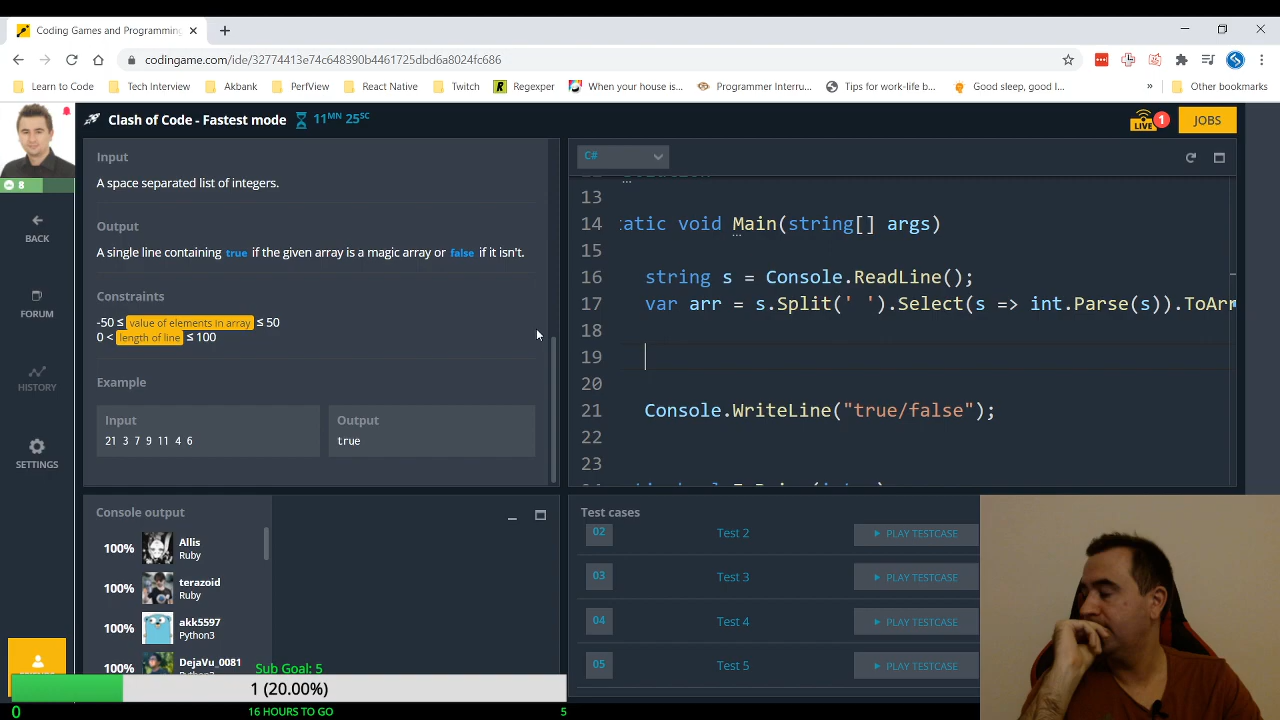 Coding Games and Programming
codingame.com/ide/32774413e74c648390b4461725dbd6a8024fc686
Learn to Code
Tech Interview
Akbank
PerfView
React Native
Twitch
Regexper
When your house is...
Programmer Interru...
Tips for work-life b...
Good sleep, good l...
»
Other bookmarks
Clash of Code - Fastest mode
11MN 25SC
LIVE
1
JOBS
8
BACK
FORUM
HISTORY
SETTINGS
Input
A space separated list of integers.
Output
A single line containing true if the given array is a magic array or false if it isn't.
Constraints
-50 ≤ value of elements in array ≤ 50
0 < length of line ≤ 100
Example
Input
21 3 7 9 11 4 6
Output
true
C#
13
14 atic void Main(string[] args)
15
16 string s = Console.ReadLine();
17 var arr = s.Split(' ').Select(s => int.Parse(s)).ToArr
18
19
20
21 Console.WriteLine("true/false");
22
23
Console output
100% Allis
Ruby
100% terazoid
Ruby
100% akk5597
Python3
100% DejaVu_0081
Python3
Test cases
02 Test 2 PLAY TESTCASE
03 Test 3 PLAY TESTCASE
04 Test 4 PLAY TESTCASE
05 Test 5 PLAY TESTCASE
Sub Goal: 5
1 (20.00%)
0
16 HOURS TO GO
5